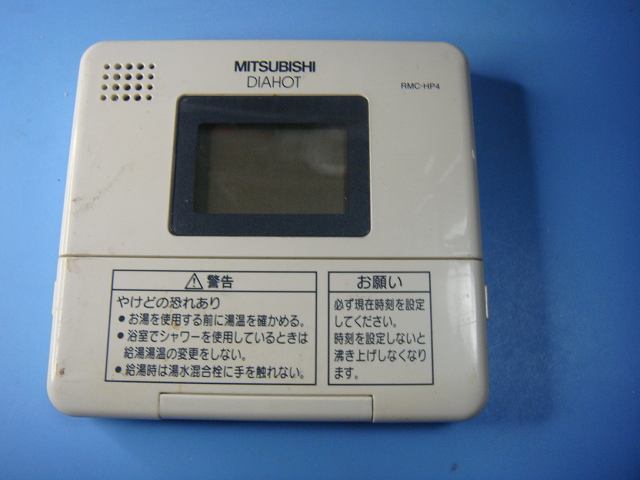 MITSUBISHI
DIAHOT
RMC-HP4
警告
やけどの恐れあり
● お湯を使用する前に湯温を確かめる。
● 浴室でシャワーを使用しているときは
給湯湯温の変更をしない。
● 給湯時は湯水混合栓に手を触れない。
お願い
必ず現在時刻を設定
してください。
時刻を設定しないと
沸き上げしなくなり
ます。